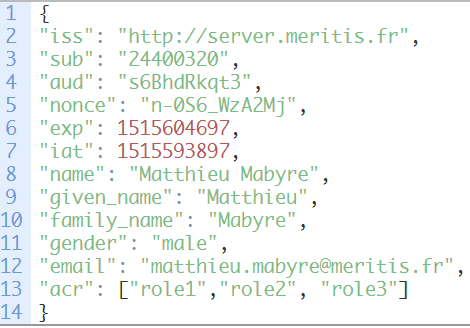 1 {
2 "iss": "http://server.meritis.fr",
3 "sub": "24400320",
4 "aud": "s6BhdRkqt3",
5 "nonce": "n-0S6_WzA2Mj",
6 "exp": 1515604697,
7 "iat": 1515593897,
8 "name": "Matthieu Mabyre",
9 "given_name": "Matthieu",
10 "family_name": "Mabyre",
11 "gender": "male",
12 "email": "matthieu.mabyre@meritis.fr",
13 "acr": ["role1","role2", "role3"]
14 }